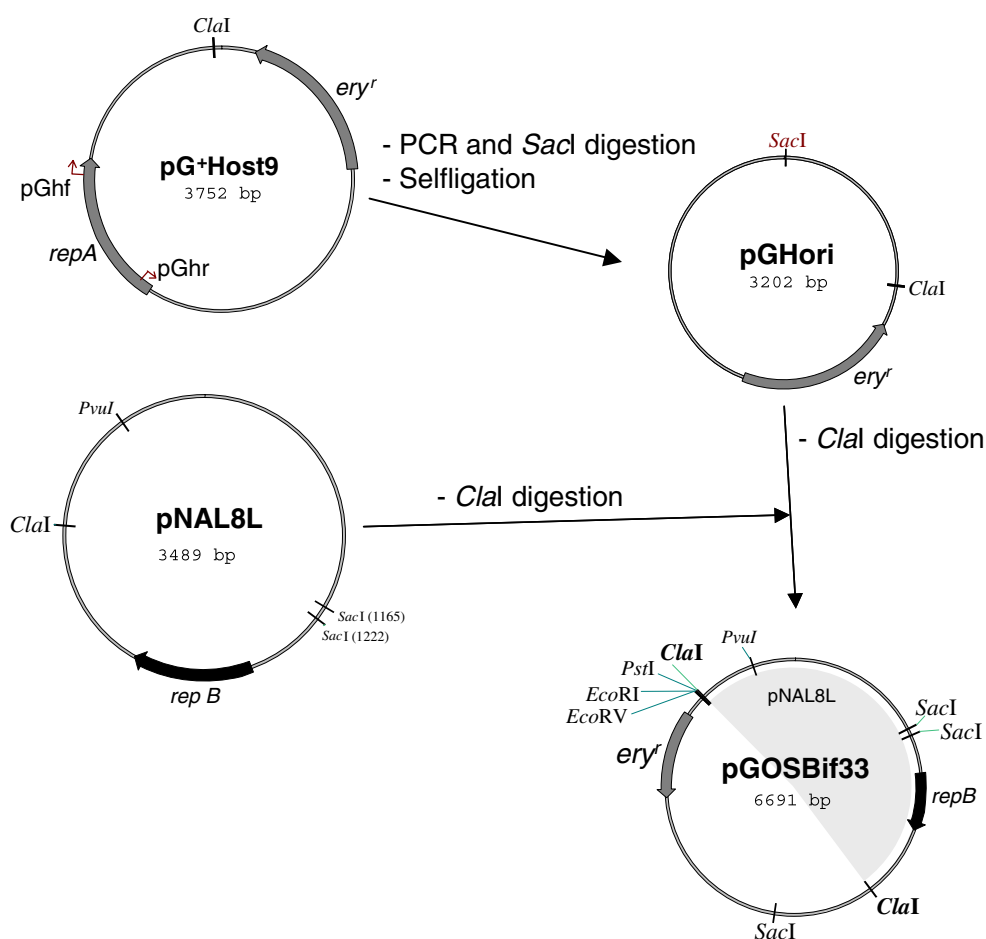 ClaI
eryʳ
pG⁺Host9
3752 bp
pGhf
repA
pGhr
- PCR and SacI digestion
- Selfligation
SacI
pGHori
3202 bp
ClaI
eryʳ
- ClaI digestion
PvuI
ClaI
pNAL8L
3489 bp
SacI (1165)
SacI (1222)
rep B
- ClaI digestion
PvuI
ClaI
PstI
EcoRI
EcoRV
pNAL8L
SacI
SacI
eryʳ
pGOSBif33
6691 bp
repB
ClaI
SacI